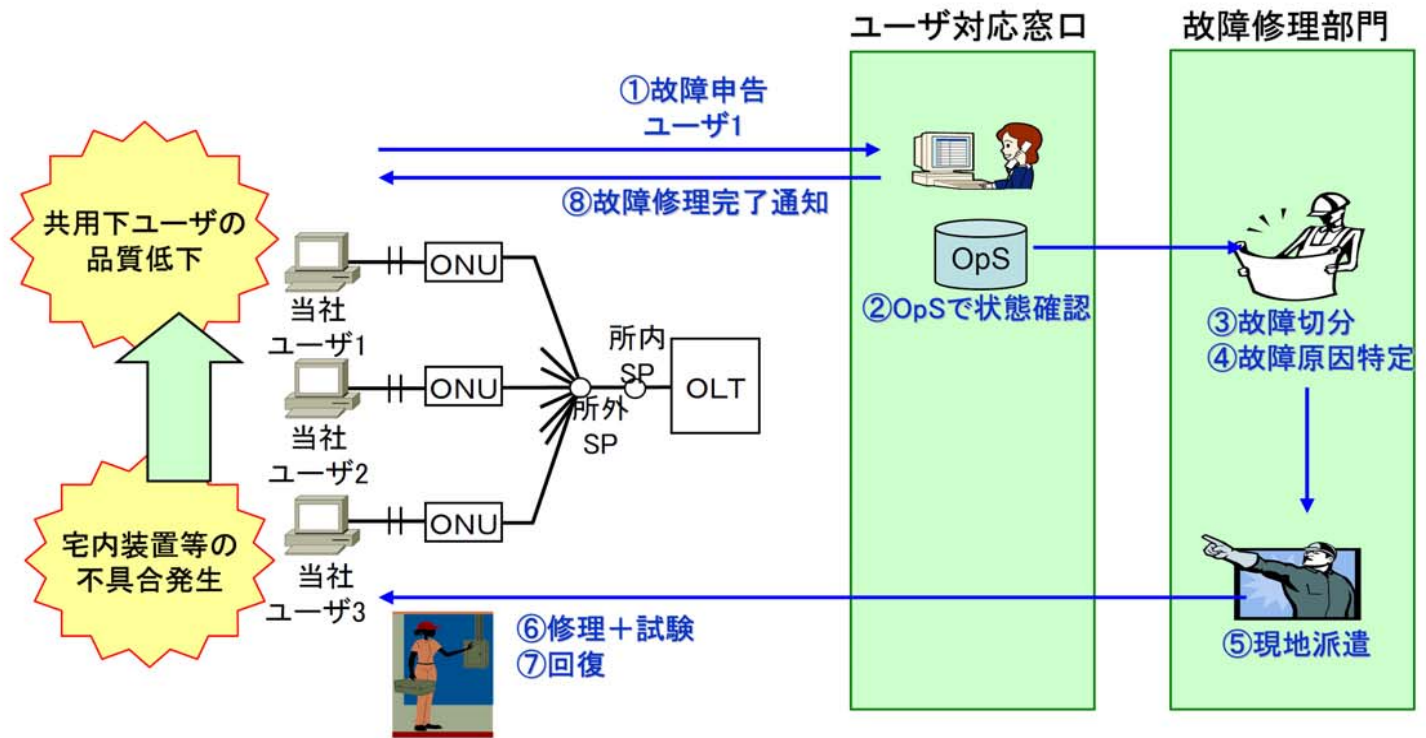 ユーザ対応窓口
故障修理部門
①故障申告
ユーザ1
⑧故障修理完了通知
共用下ユーザの
品質低下
ONU
当社
ユーザ1
OpS
②OpSで状態確認
③故障切分
④故障原因特定
所内
SP
ONU
OLT
所外
SP
当社
ユーザ2
ONU
宅内装置等の
不具合発生
当社
ユーザ3
⑥修理＋試験
⑦回復
⑤現地派遣